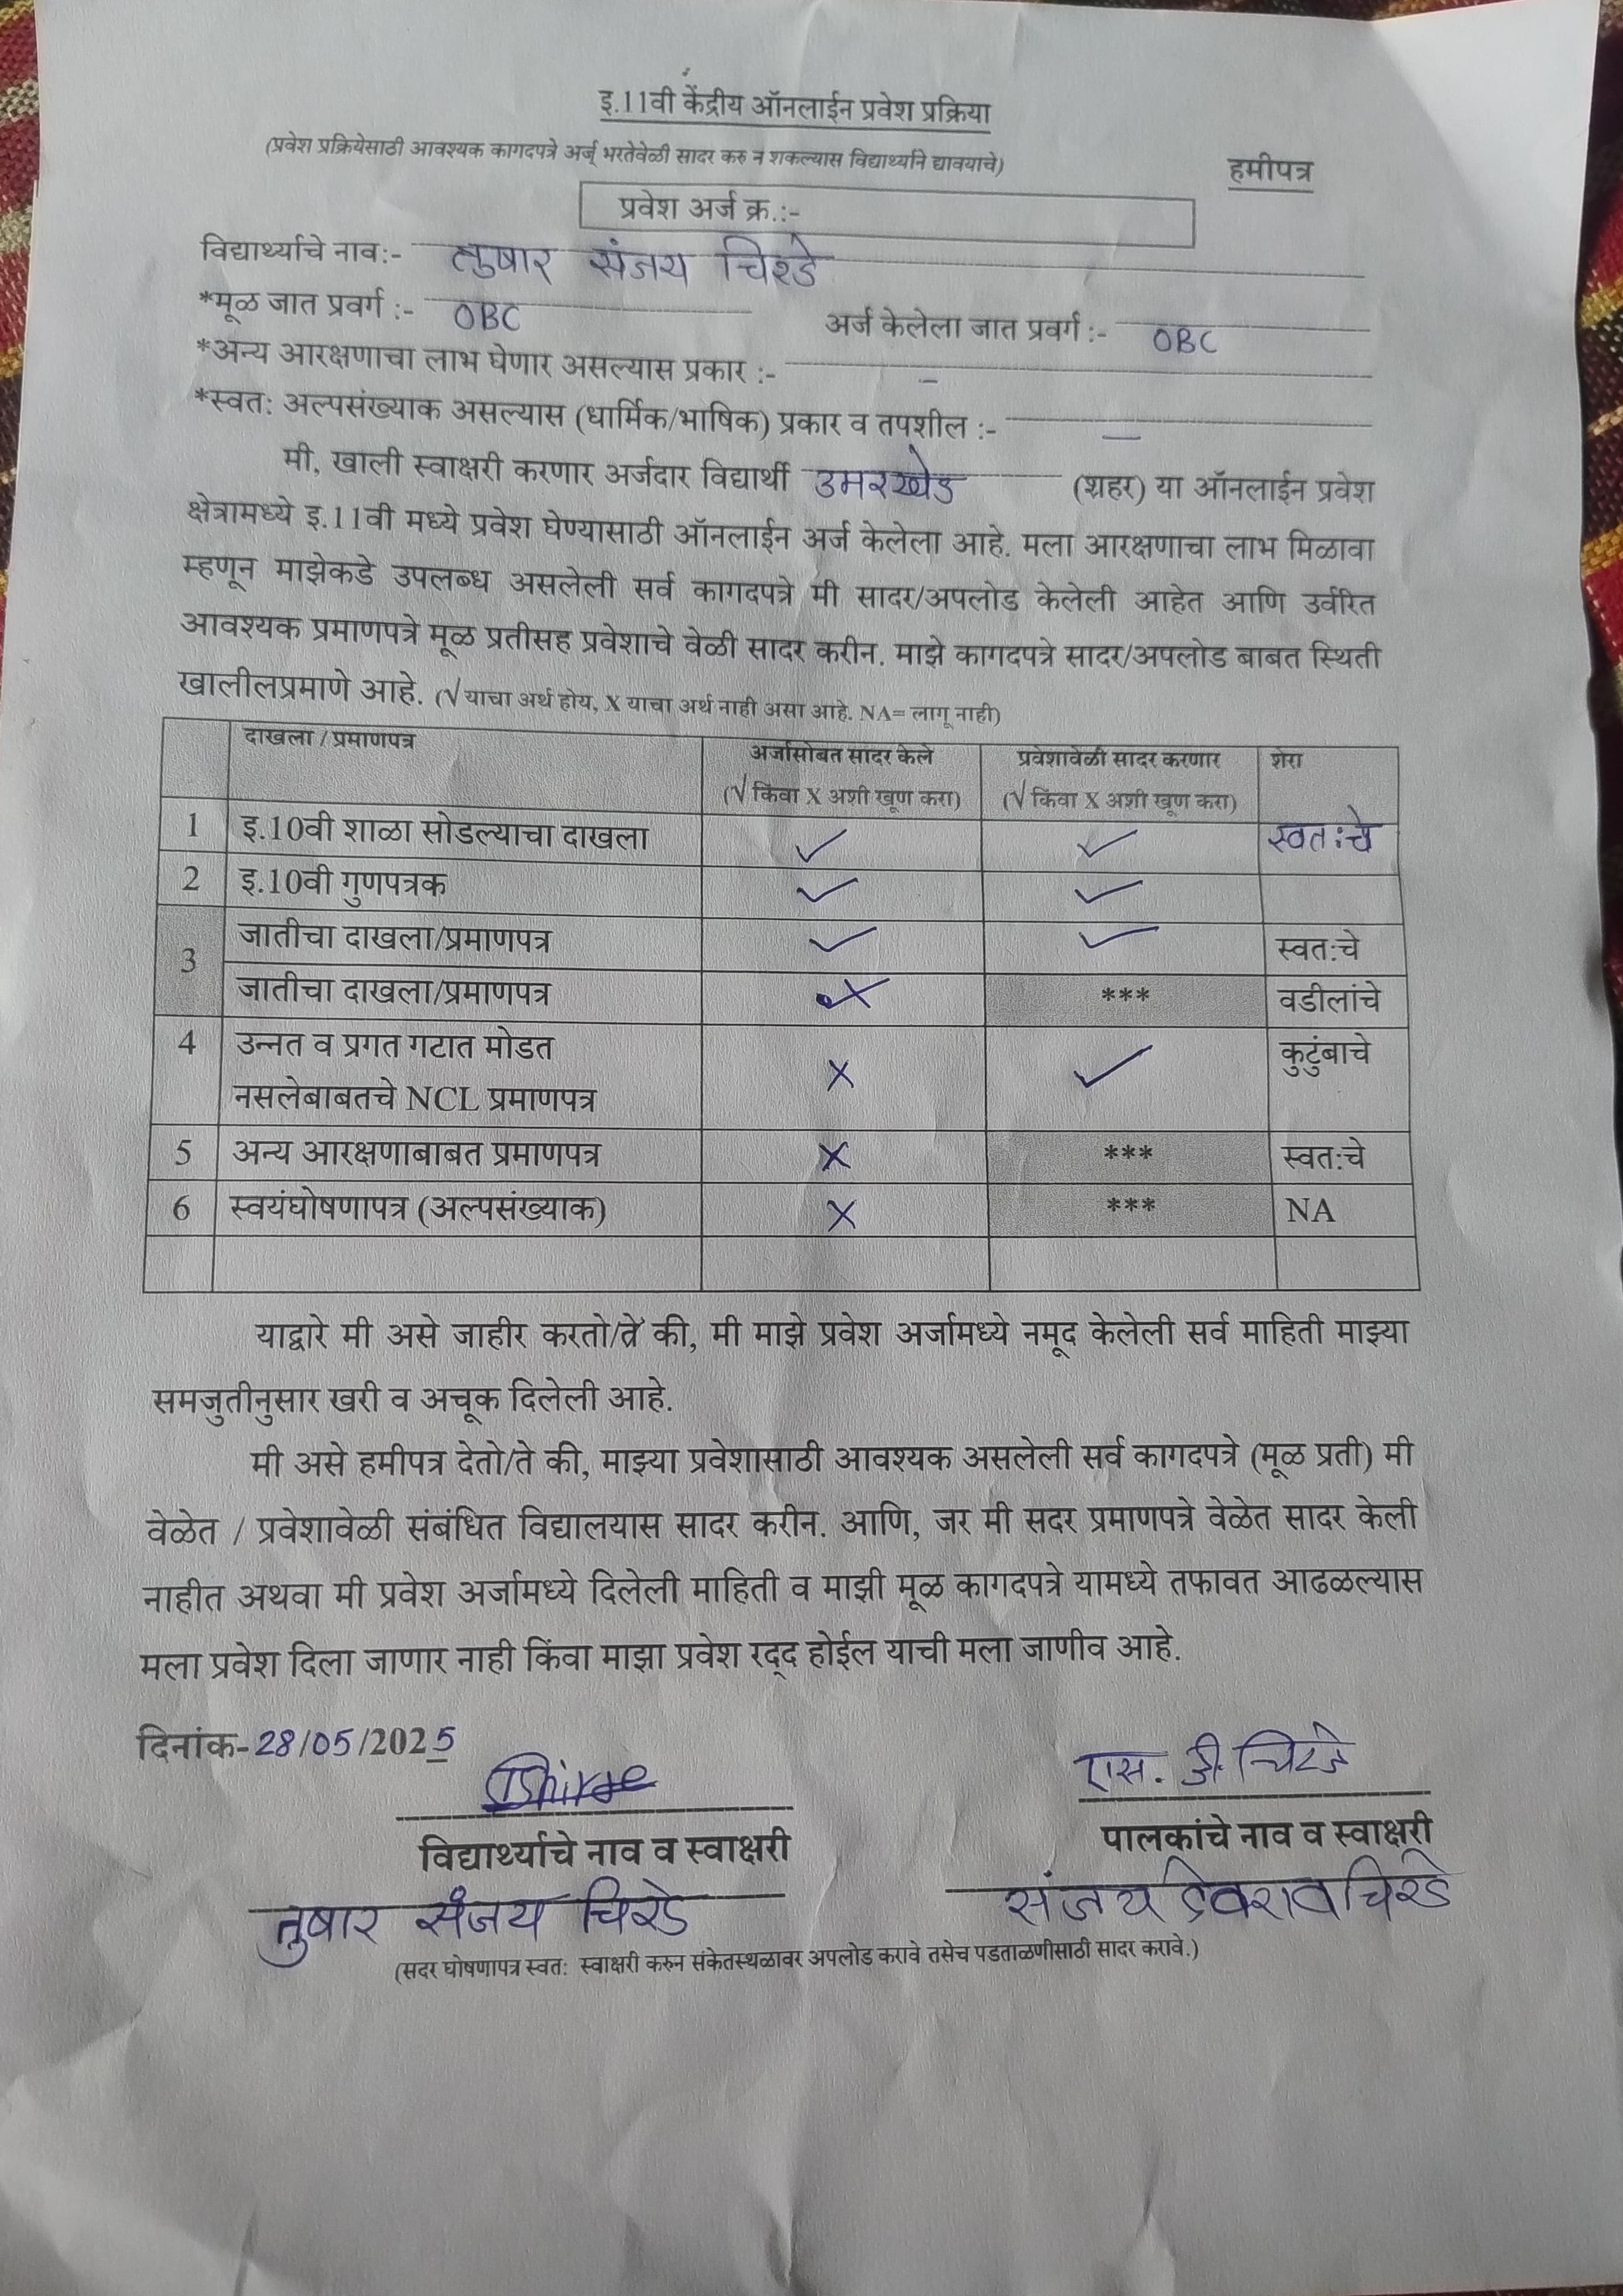 इ.11वी केंद्रीय ऑनलाईन प्रवेश प्रक्रिया
(प्रवेश प्रक्रियेसाठी आवश्यक कागदपत्रे अर्ज भरतेवेळी सादर करु न शकल्यास विद्यार्थ्याने द्यावयाचे) हमीपत्र
प्रवेश अर्ज क्र.:-
विद्यार्थ्याचे नाव:- तुषार संजय चिरडे
*मूळ जात प्रवर्ग :- OBC अर्ज केलेला जात प्रवर्ग :- OBC
*अन्य आरक्षणाचा लाभ घेणार असल्यास प्रकार :- –
*स्वत: अल्पसंख्याक असल्यास (धार्मिक/भाषिक) प्रकार व तपशील :- —
मी, खाली स्वाक्षरी करणार अर्जदार विद्यार्थी उमरखेड (शहर) या ऑनलाईन प्रवेश
क्षेत्रामध्ये इ.11वी मध्ये प्रवेश घेण्यासाठी ऑनलाईन अर्ज केलेला आहे. मला आरक्षणाचा लाभ मिळावा
म्हणून माझेकडे उपलब्ध असलेली सर्व कागदपत्रे मी सादर/अपलोड केलेली आहेत आणि उर्वरित
आवश्यक प्रमाणपत्रे मूळ प्रतीसह प्रवेशाचे वेळी सादर करीन. माझे कागदपत्रे सादर/अपलोड बाबत स्थिती
खालीलप्रमाणे आहे. (√ याचा अर्थ होय, X याचा अर्थ नाही असा आहे. NA= लागू नाही)
दाखला / प्रमाणपत्र अर्जासोबत सादर केले प्रवेशावेळी सादर करणार शेरा
(√ किंवा X अशी खूण करा) (√ किंवा X अशी खूण करा)
1 इ.10वी शाळा सोडल्याचा दाखला ✓ ✓ स्वत:चे
2 इ.10वी गुणपत्रक ✓ ✓
3 जातीचा दाखला/प्रमाणपत्र ✓ ✓ स्वत:चे
जातीचा दाखला/प्रमाणपत्र X *** वडीलांचे
4 उन्नत व प्रगत गटात मोडत X ✓ कुटुंबाचे
नसलेबाबतचे NCL प्रमाणपत्र
5 अन्य आरक्षणाबाबत प्रमाणपत्र X *** स्वत:चे
6 स्वयंघोषणापत्र (अल्पसंख्याक) X *** NA
याद्वारे मी असे जाहीर करतो/ते की, मी माझे प्रवेश अर्जामध्ये नमूद केलेली सर्व माहिती माझ्या
समजुतीनुसार खरी व अचूक दिलेली आहे.
मी असे हमीपत्र देतो/ते की, माझ्या प्रवेशासाठी आवश्यक असलेली सर्व कागदपत्रे (मूळ प्रती) मी
वेळेत / प्रवेशावेळी संबंधित विद्यालयास सादर करीन. आणि, जर मी सदर प्रमाणपत्रे वेळेत सादर केली
नाहीत अथवा मी प्रवेश अर्जामध्ये दिलेली माहिती व माझी मूळ कागदपत्रे यामध्ये तफावत आढळल्यास
मला प्रवेश दिला जाणार नाही किंवा माझा प्रवेश रद्द होईल याची मला जाणीव आहे.
दिनांक-28/05/2025
एस. डी. चिरडे
विद्यार्थ्याचे नाव व स्वाक्षरी पालकांचे नाव व स्वाक्षरी
तुषार संजय चिरडे संजय देवराव चिरडे
(सदर घोषणापत्र स्वत: स्वाक्षरी करुन संकेतस्थळावर अपलोड करावे तसेच पडताळणीसाठी सादर करावे.)